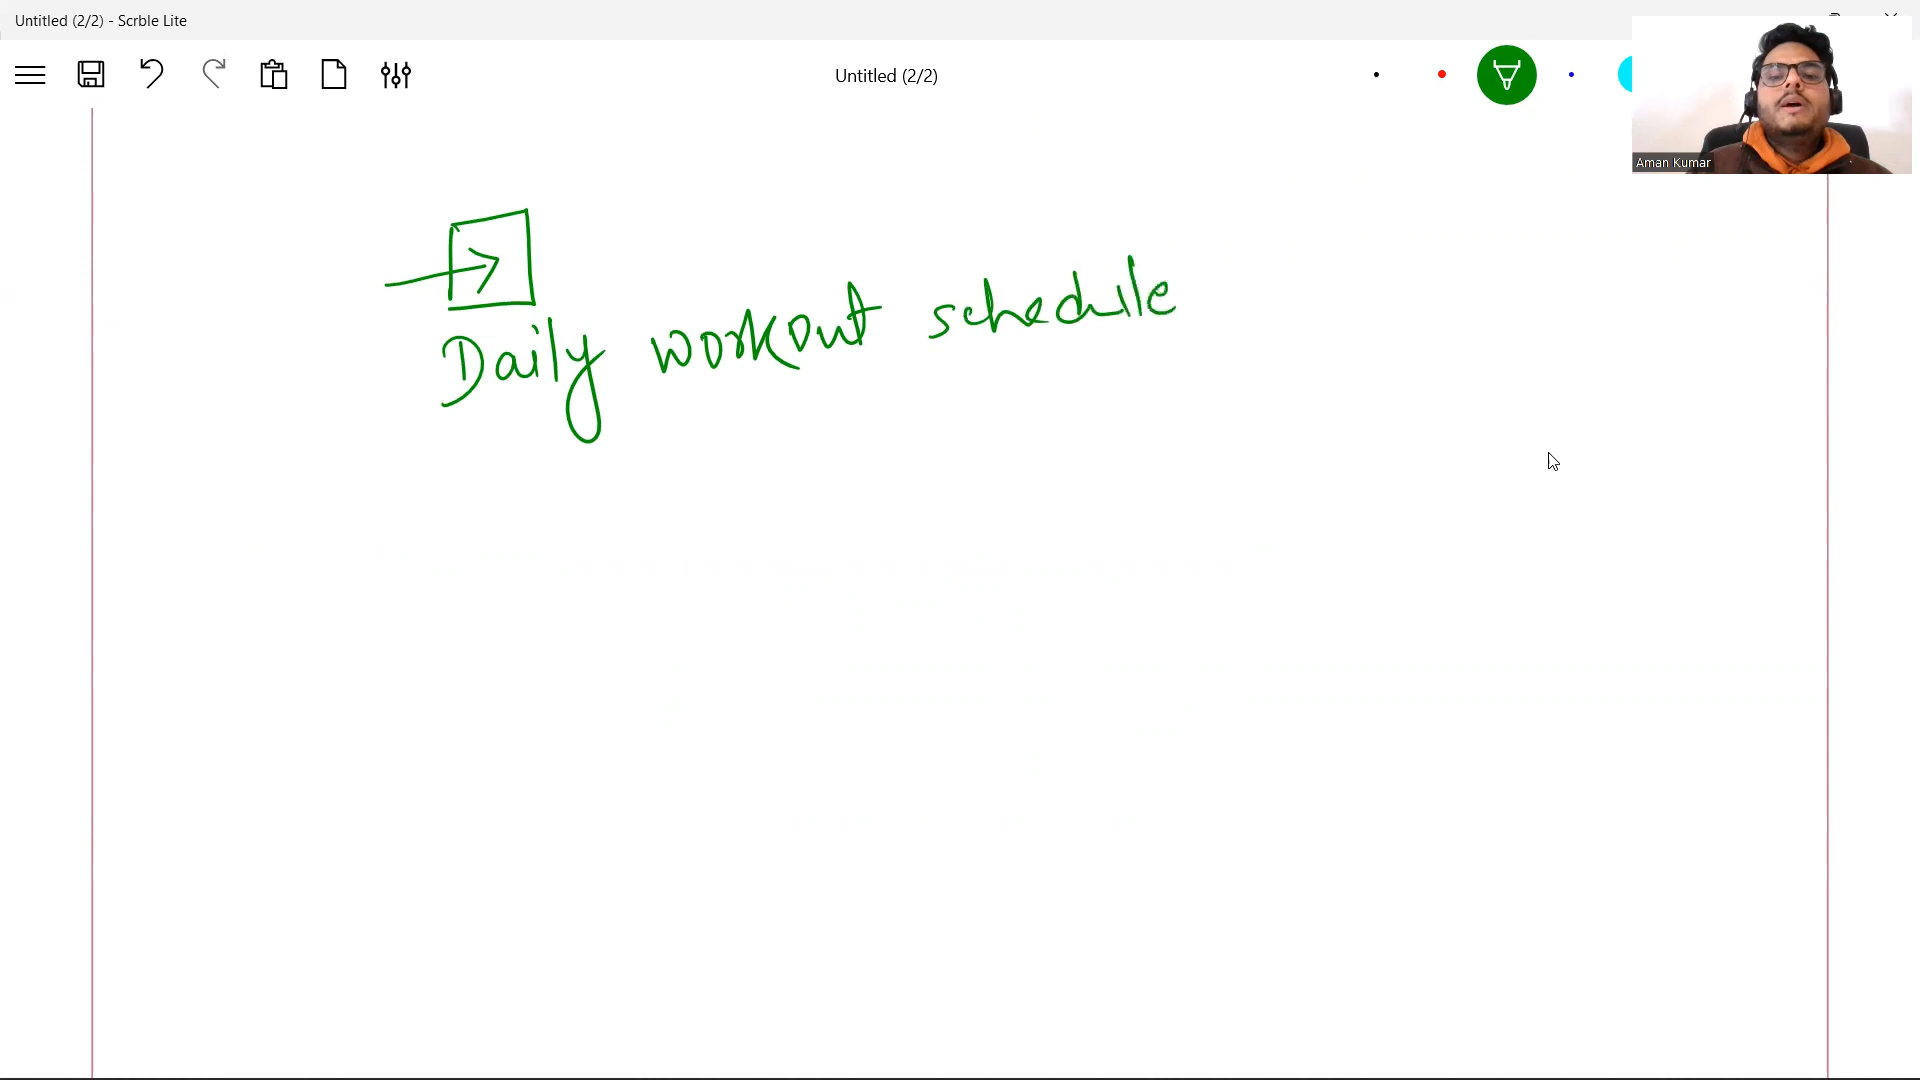 Untitled (2/2) - Scrble Lite
Untitled (2/2)
Aman Kumar
Daily workout schedule